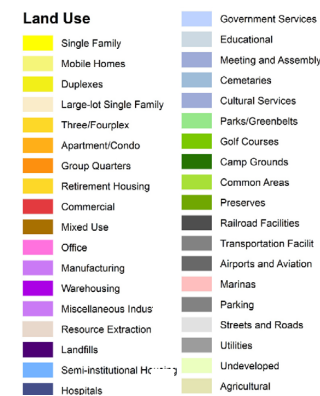 Land Use
Single Family
Mobile Homes
Duplexes
Large-lot Single Family
Three/Fourplex
Apartment/Condo
Group Quarters
Retirement Housing
Commercial
Mixed Use
Office
Manufacturing
Warehousing
Miscellaneous Indus
Resource Extraction
Landfills
Semi-institutional
Hospitals
Government Services
Educational
Meeting and Assembly
Cemetaries
Cultural Services
Parks/Greenbelts
Golf Courses
Camp Grounds
Common Areas
Preserves
Railroad Facilities
Transportation Facilit
Airports and Aviation
Marinas
Parking
Streets and Roads
Utilities
Undeveloped
Agricultural